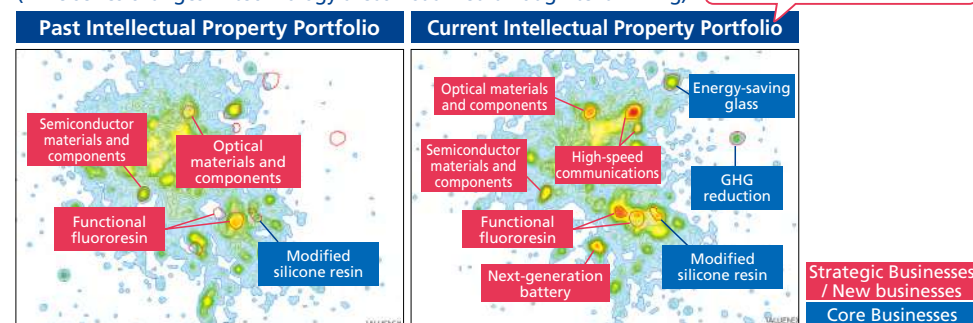 Past Intellectual Property Portfolio
Current Intellectual Property Portfolio
Semiconductor
materials and
components
Optical
materials and
components
Functional
fluororesin
Modified
silicone resin
Optical materials
and components
Energy-saving
glass
Semiconductor
materials and
components
High-speed
communications
GHG
reduction
Functional
fluororesin
Modified
silicone resin
Next-generation
battery
Strategic Businesses
/ New businesses
Core Businesses